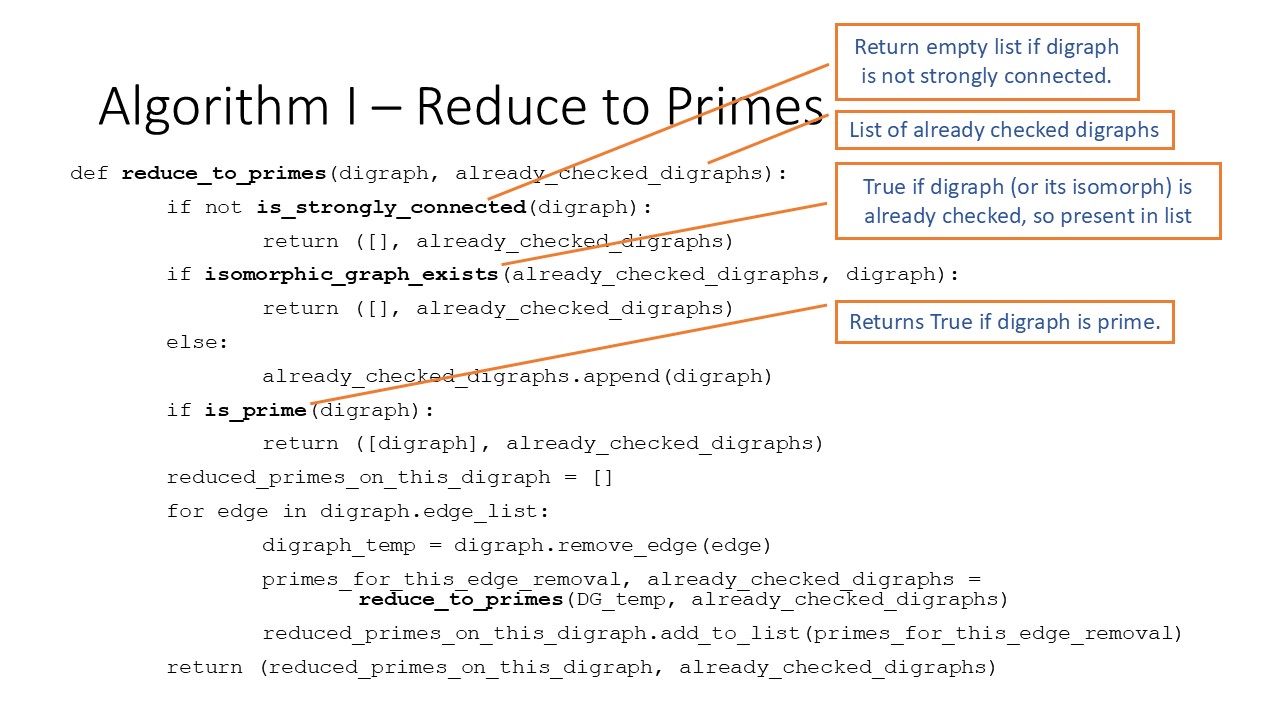 Algorithm I – Reduce to Primes
Return empty list if digraph
is not strongly connected.
List of already checked digraphs
True if digraph (or its isomorph) is
already checked, so present in list
Returns True if digraph is prime.
def reduce_to_primes(digraph, already_checked_digraphs):
if not is_strongly_connected(digraph):
return ([], already_checked_digraphs)
if isomorphic_graph_exists(already_checked_digraphs, digraph):
return ([], already_checked_digraphs)
else:
already_checked_digraphs.append(digraph)
if is_prime(digraph):
return ([digraph], already_checked_digraphs)
reduced_primes_on_this_digraph = []
for edge in digraph.edge_list:
digraph_temp = digraph.remove_edge(edge)
primes_for_this_edge_removal, already_checked_digraphs =
reduce_to_primes(DG_temp, already_checked_digraphs)
reduced_primes_on_this_digraph.add_to_list(primes_for_this_edge_removal)
return (reduced_primes_on_this_digraph, already_checked_digraphs)